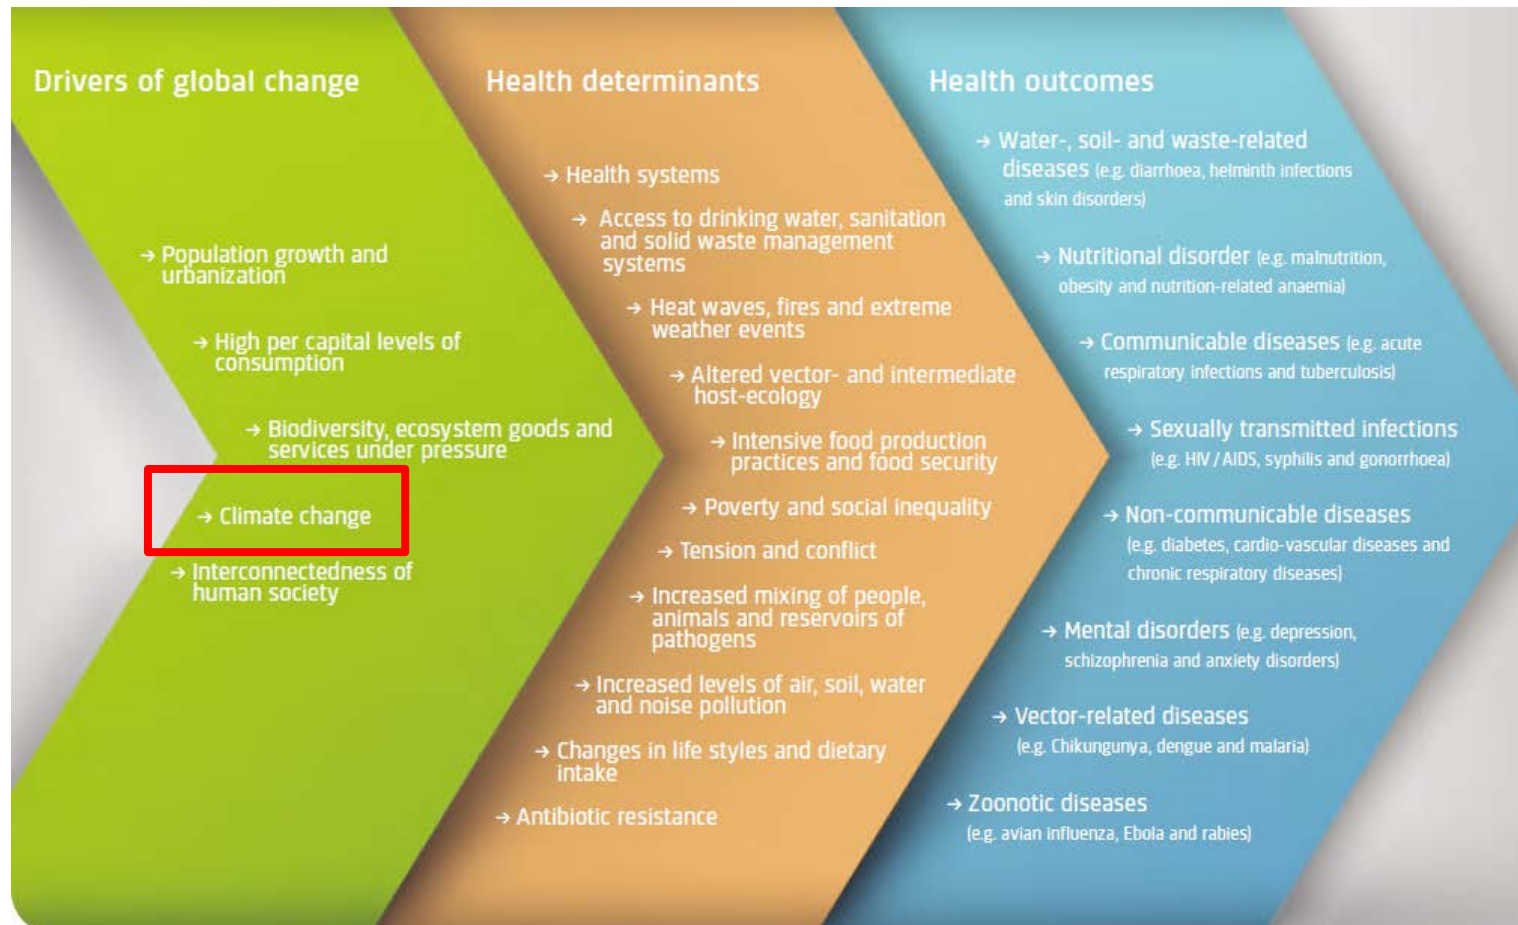 Drivers of global change
→ Population growth and
urbanization
→ High per capital levels of
consumption
→ Biodiversity, ecosystem goods and
services under pressure
→ Climate change
→ Interconnectedness of
human society
Health determinants
→ Health systems
→ Access to drinking water, sanitation
and solid waste management
systems
→ Heat waves, fires and extreme
weather events
→ Altered vector- and intermediate
host-ecology
→ Intensive food production
practices and food security
→ Poverty and social inequality
→ Tension and conflict
→ Increased mixing of people,
animals and reservoirs of
pathogens
→ Increased levels of air, soil, water
and noise pollution
→ Changes in life styles and dietary
intake
→ Antibiotic resistance
Health outcomes
→ Water-, soil- and waste-related
diseases (e.g. diarrhoea, helminth infections
and skin disorders)
→ Nutritional disorder (e.g. malnutrition,
obesity and nutrition-related anaemia)
→ Communicable diseases (e.g. acute
respiratory infections and tuberculosis)
→ Sexually transmitted infections
(e.g. HIV / AIDS, syphilis and gonorrhoea)
→ Non-communicable diseases
(e.g. diabetes, cardio-vascular diseases and
chronic respiratory diseases)
→ Mental disorders (e.g. depression,
schizophrenia and anxiety disorders)
→ Vector-related diseases
(e.g. Chikungunya, dengue and malaria)
→ Zoonotic diseases
(e.g. avian influenza, Ebola and rabies)